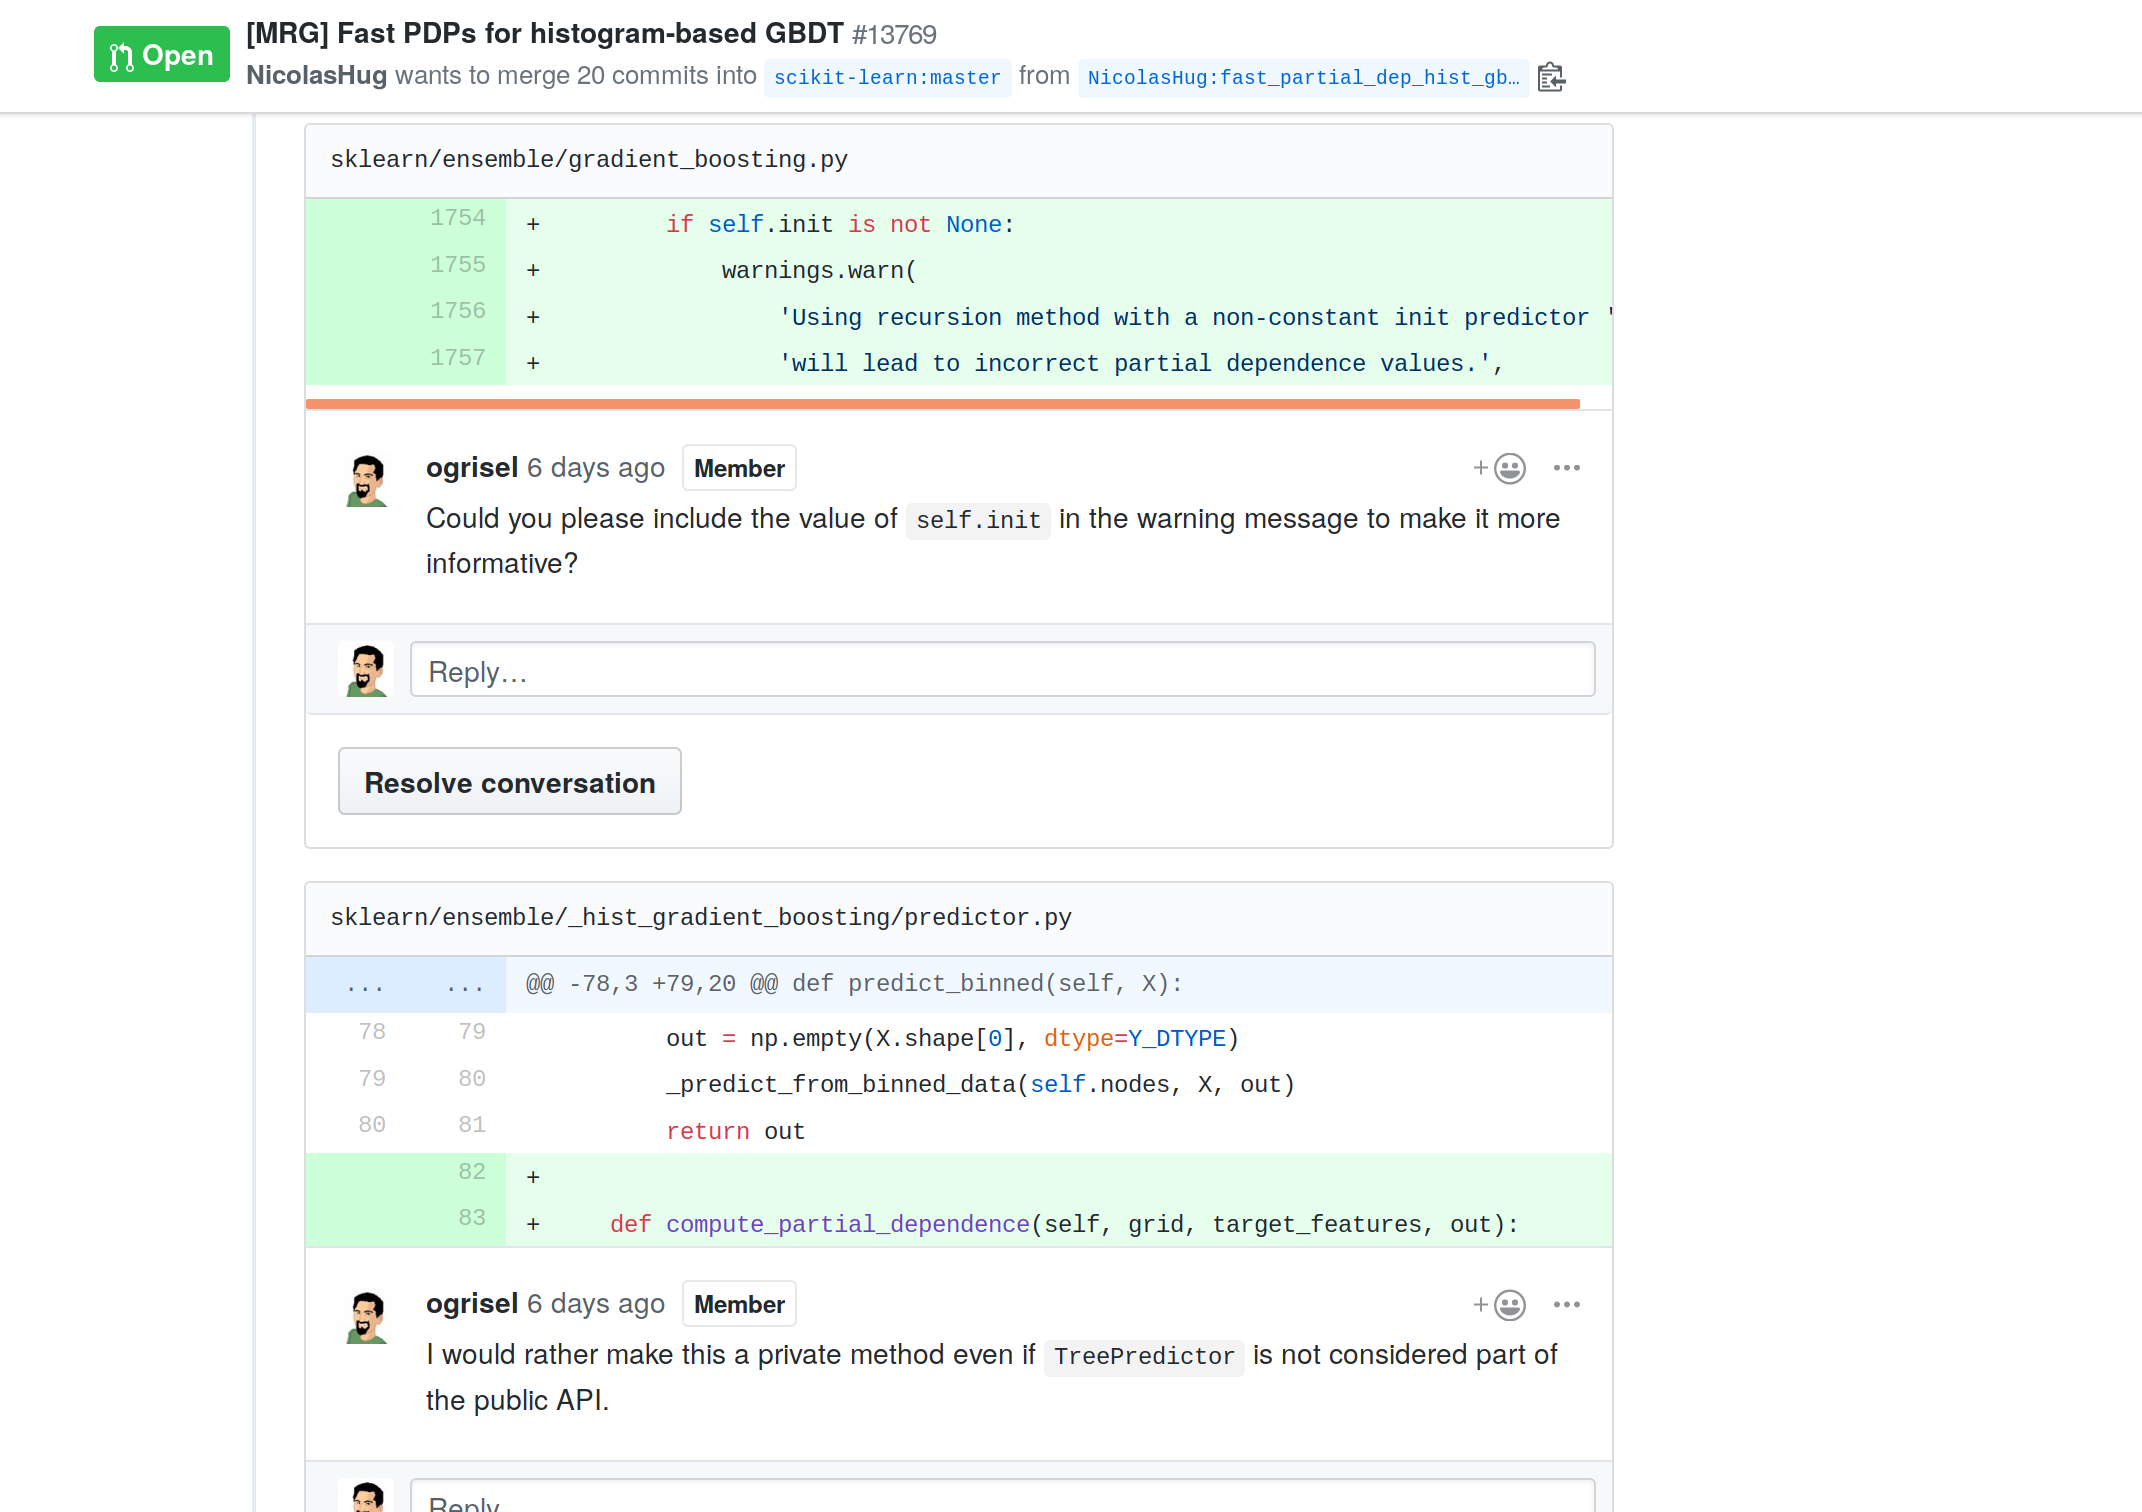 Open
[MRG] Fast PDPs for histogram-based GBDT #13769
NicolasHug wants to merge 20 commits into scikit-learn:master from NicolasHug:fast_partial_dep_hist_gb…
sklearn/ensemble/gradient_boosting.py
1754 + if self.init is not None:
1755 + warnings.warn(
1756 + 'Using recursion method with a non-constant init predictor '
1757 + 'will lead to incorrect partial dependence values.',
ogrisel 6 days ago Member
Could you please include the value of self.init in the warning message to make it more
informative?
Reply…
Resolve conversation
sklearn/ensemble/_hist_gradient_boosting/predictor.py
... ... @@ -78,3 +79,20 @@ def predict_binned(self, X):
78 79 out = np.empty(X.shape[0], dtype=Y_DTYPE)
79 80 _predict_from_binned_data(self.nodes, X, out)
80 81 return out
82 +
83 + def compute_partial_dependence(self, grid, target_features, out):
ogrisel 6 days ago Member
I would rather make this a private method even if TreePredictor is not considered part of
the public API.
Reply